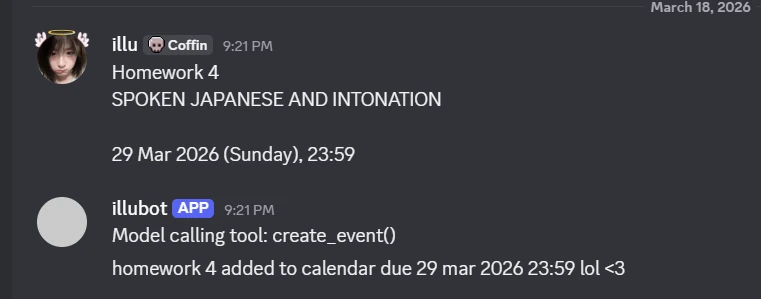 March 18, 2026
illu Coffin 9:21 PM
Homework 4
SPOKEN JAPANESE AND INTONATION
29 Mar 2026 (Sunday), 23:59
illubot APP 9:21 PM
Model calling tool: create_event()
homework 4 added to calendar due 29 mar 2026 23:59 lol <3